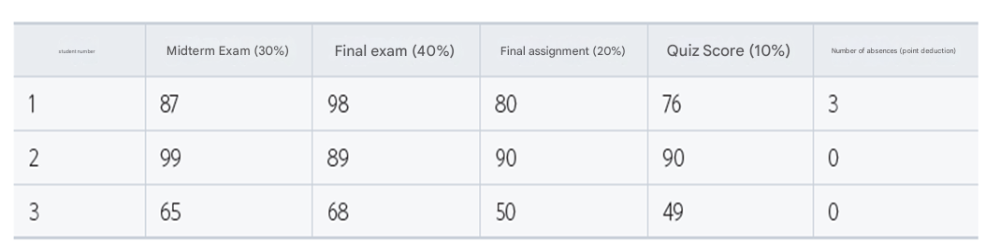 student number Midterm Exam (30%) Final exam (40%) Final assignment (20%) Quiz Score (10%) Number of absences (point deduction)
1 87 98 80 76 3
2 99 89 90 90 0
3 65 68 50 49 0